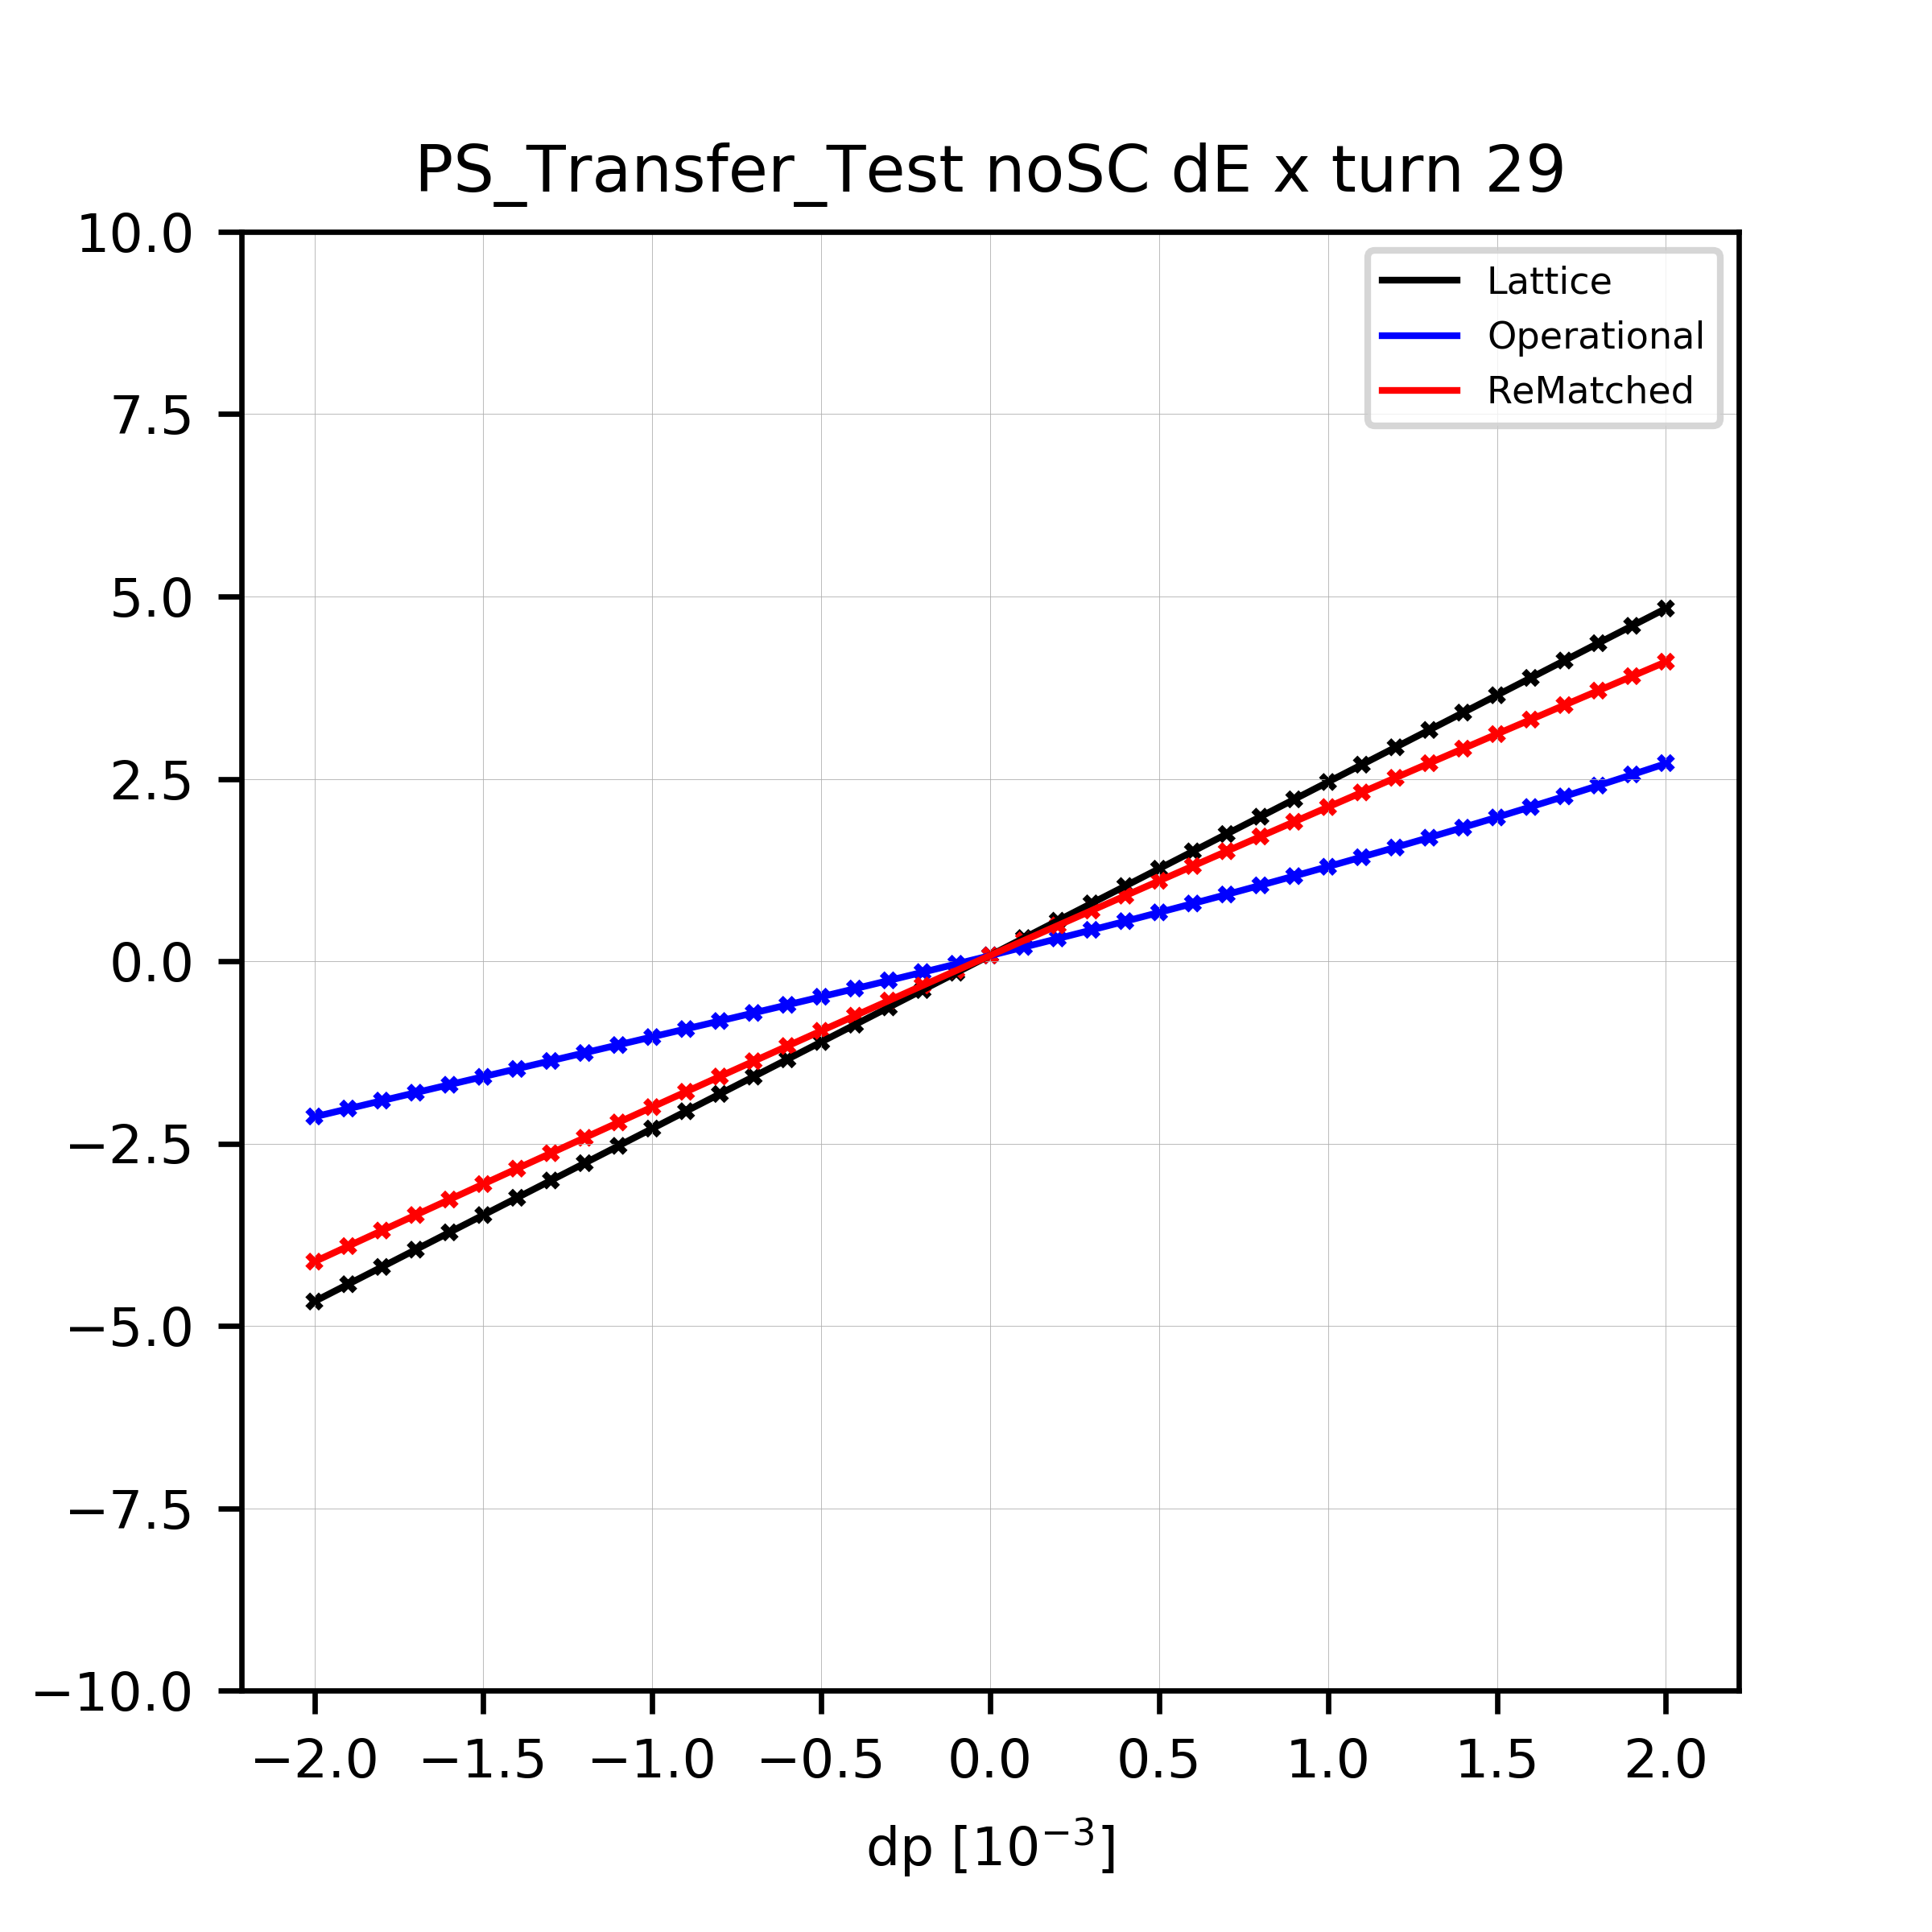 PS_Transfer_Test noSC dE x turn 29
10.0
7.5
5.0
2.5
0.0
−2.5
−5.0
−7.5
−10.0
Lattice
Operational
ReMatched
−2.0 −1.5 −1.0 −0.5 0.0 0.5 1.0 1.5 2.0
dp [10⁻³]